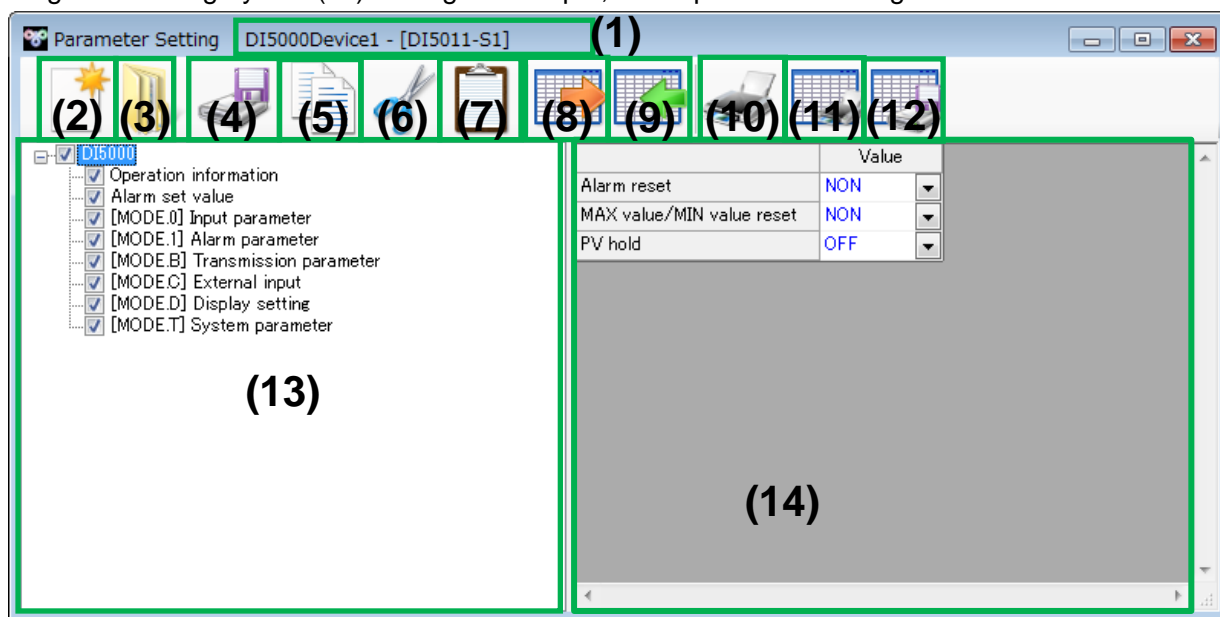 Parameter Setting DI5000Device1 - [DI5011-S1]
(1)
(2) (3) (4) (5) (6) (7) (8) (9) (10) (11) (12)
DI5000
Operation information
Alarm set value
[MODE.0] Input parameter
[MODE.1] Alarm parameter
[MODE.B] Transmission parameter
[MODE.C] External input
[MODE.D] Display setting
[MODE.T] System parameter
(13)
Value
Alarm reset NON
MAX value/MIN value reset NON
PV hold OFF
(14)